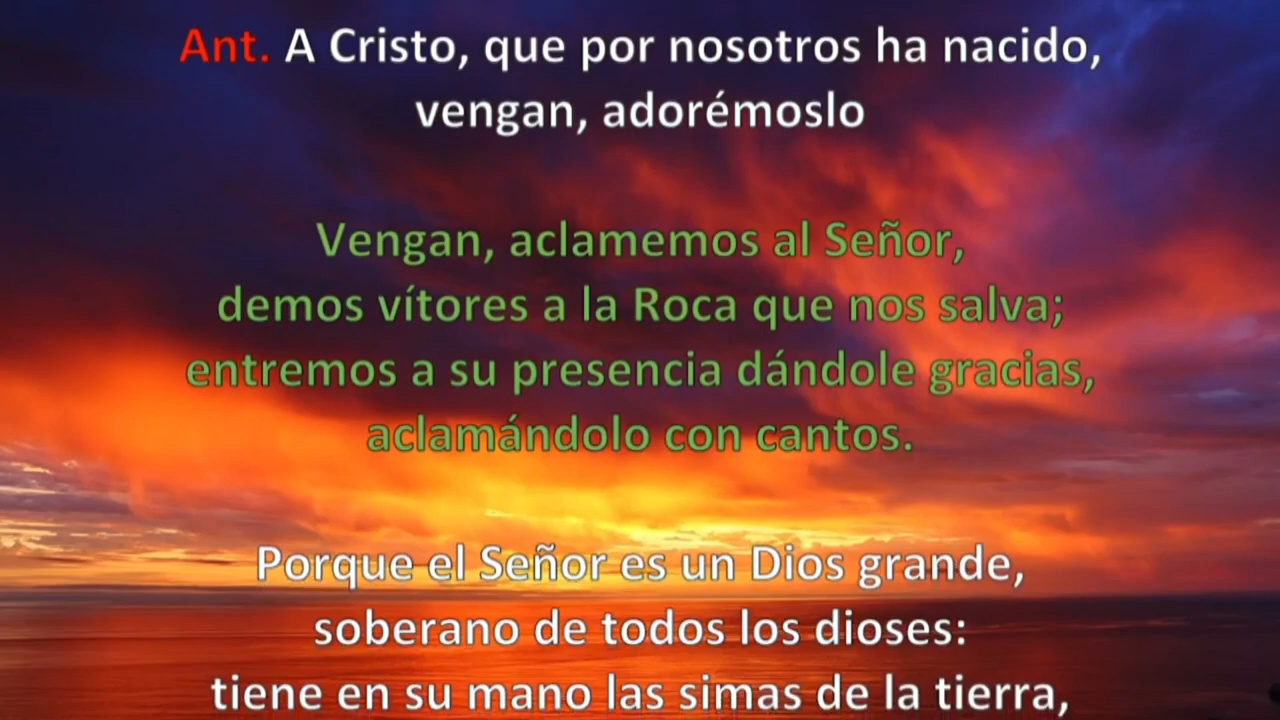 Ant. A Cristo, que por nosotros ha nacido,
vengan, adorémoslo
Vengan, aclamemos al Señor,
demos vítores a la Roca que nos salva;
entremos a su presencia dándole gracias,
aclamándolo con cantos.
Porque el Señor es un Dios grande,
soberano de todos los dioses:
tiene en su mano las simas de la tierra,